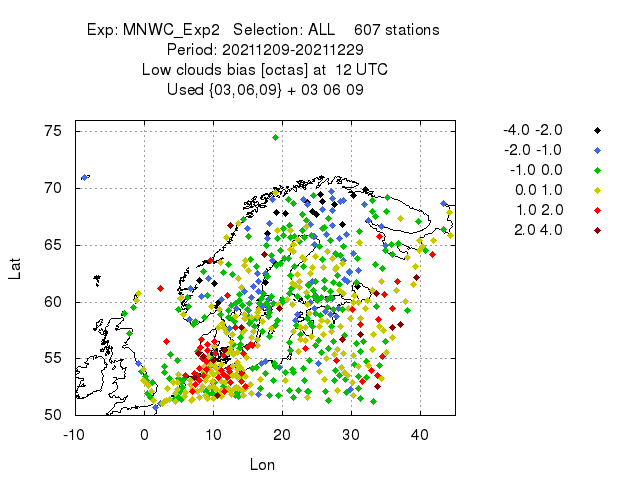 Exp: MNWC_Exp2 Selection: ALL 607 stations
Period: 20211209-20211229
Low clouds bias [octas] at 12 UTC
Used {03,06,09} + 03 06 09
-4.0 -2.0
-2.0 -1.0
-1.0 0.0
0.0 1.0
1.0 2.0
2.0 4.0
75
70
65
60
55
50
Lat
-10 0 10 20 30 40
Lon